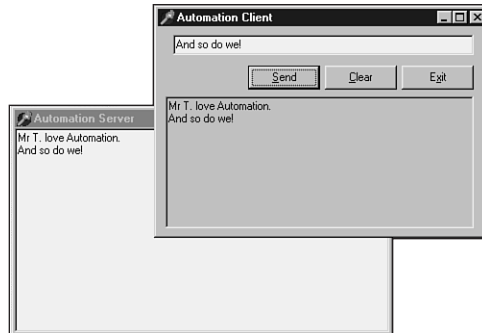 Automation Client
And so do we!
Send Clear Exit
Mr T. love Automation.
And so do we!
Automation Server
Mr T. love Automation.
And so do we!